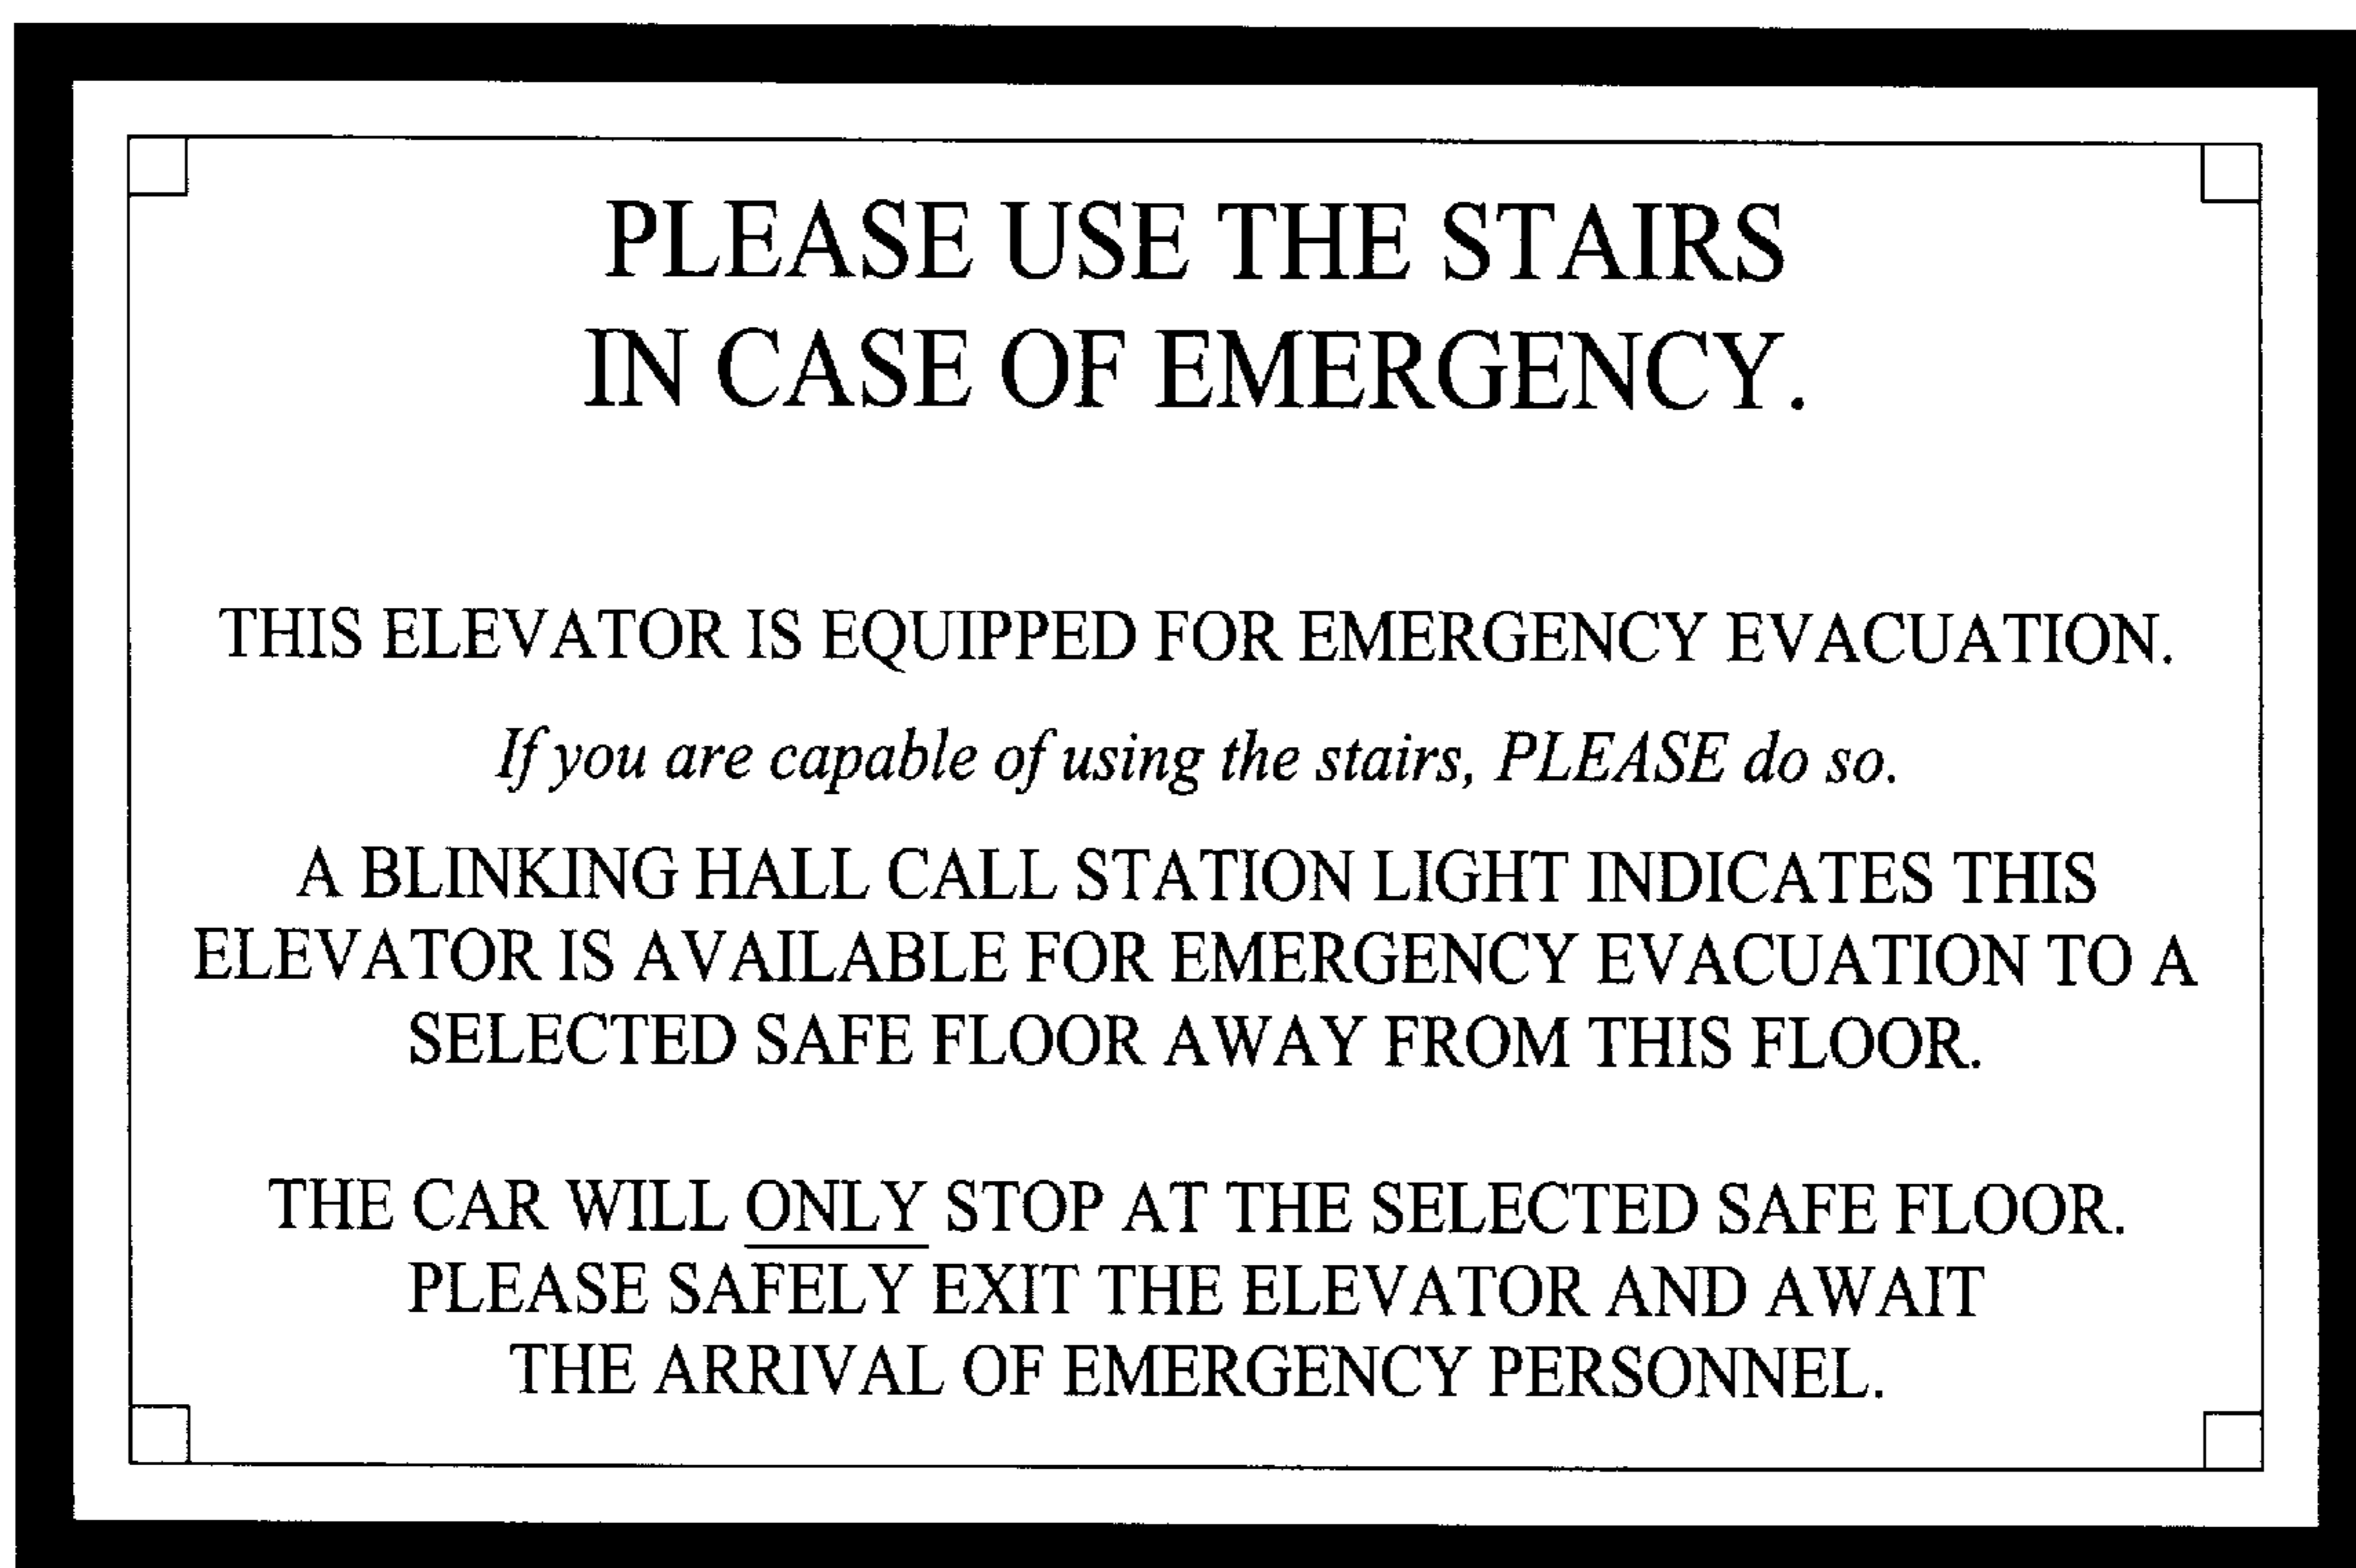 PLEASE USE THE STAIRS
IN CASE OF EMERGENCY.
THIS ELEVATOR IS EQUIPPED FOR EMERGENCY EVACUATION.
If you are capable of using the stairs, PLEASE do so.
A BLINKING HALL CALL STATION LIGHT INDICATES THIS
ELEVATOR IS AVAILABLE FOR EMERGENCY EVACUATION TO A
SELECTED SAFE FLOOR AWAY FROM THIS FLOOR.
THE CAR WILL ONLY STOP AT THE SELECTED SAFE FLOOR.
PLEASE SAFELY EXIT THE ELEVATOR AND AWAIT
THE ARRIVAL OF EMERGENCY PERSONNEL.